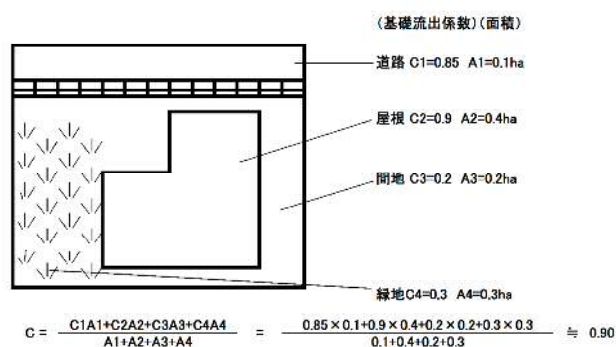 (基礎流出係数)(面積)
道路 C1=0.85 A1=0.1ha
屋根 C2=0.9 A2=0.4ha
間地 C3=0.2 A3=0.2ha
緑地C4=0.3 A4=0.3ha
C = C1A1+C2A2+C3A3+C4A4 / A1+A2+A3+A4 = 0.85×0.1+0.9×0.4+0.2×0.2+0.3×0.3 / 0.1+0.4+0.2+0.3 ≒ 0.90